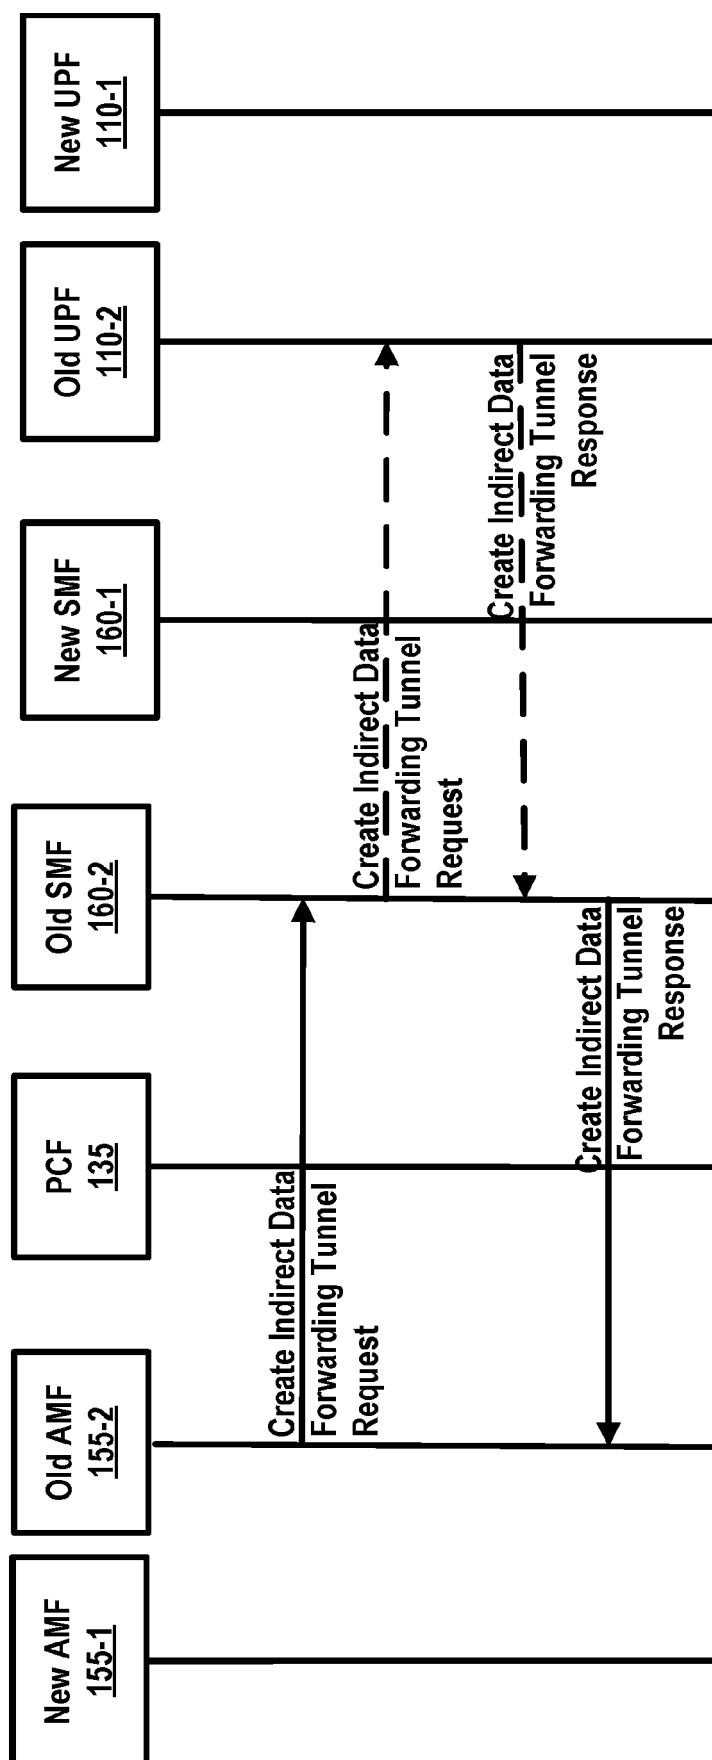 New AMF
155-1
Old AMF
155-2
PCF
135
Old SMF
160-2
New SMF
160-1
Old UPF
110-2
New UPF
110-1
Create Indirect Data
Forwarding Tunnel
Request
Create Indirect Data
Forwarding Tunnel
Request
Create Indirect Data
Forwarding Tunnel
Response
Create Indirect Data
Forwarding Tunnel
Response